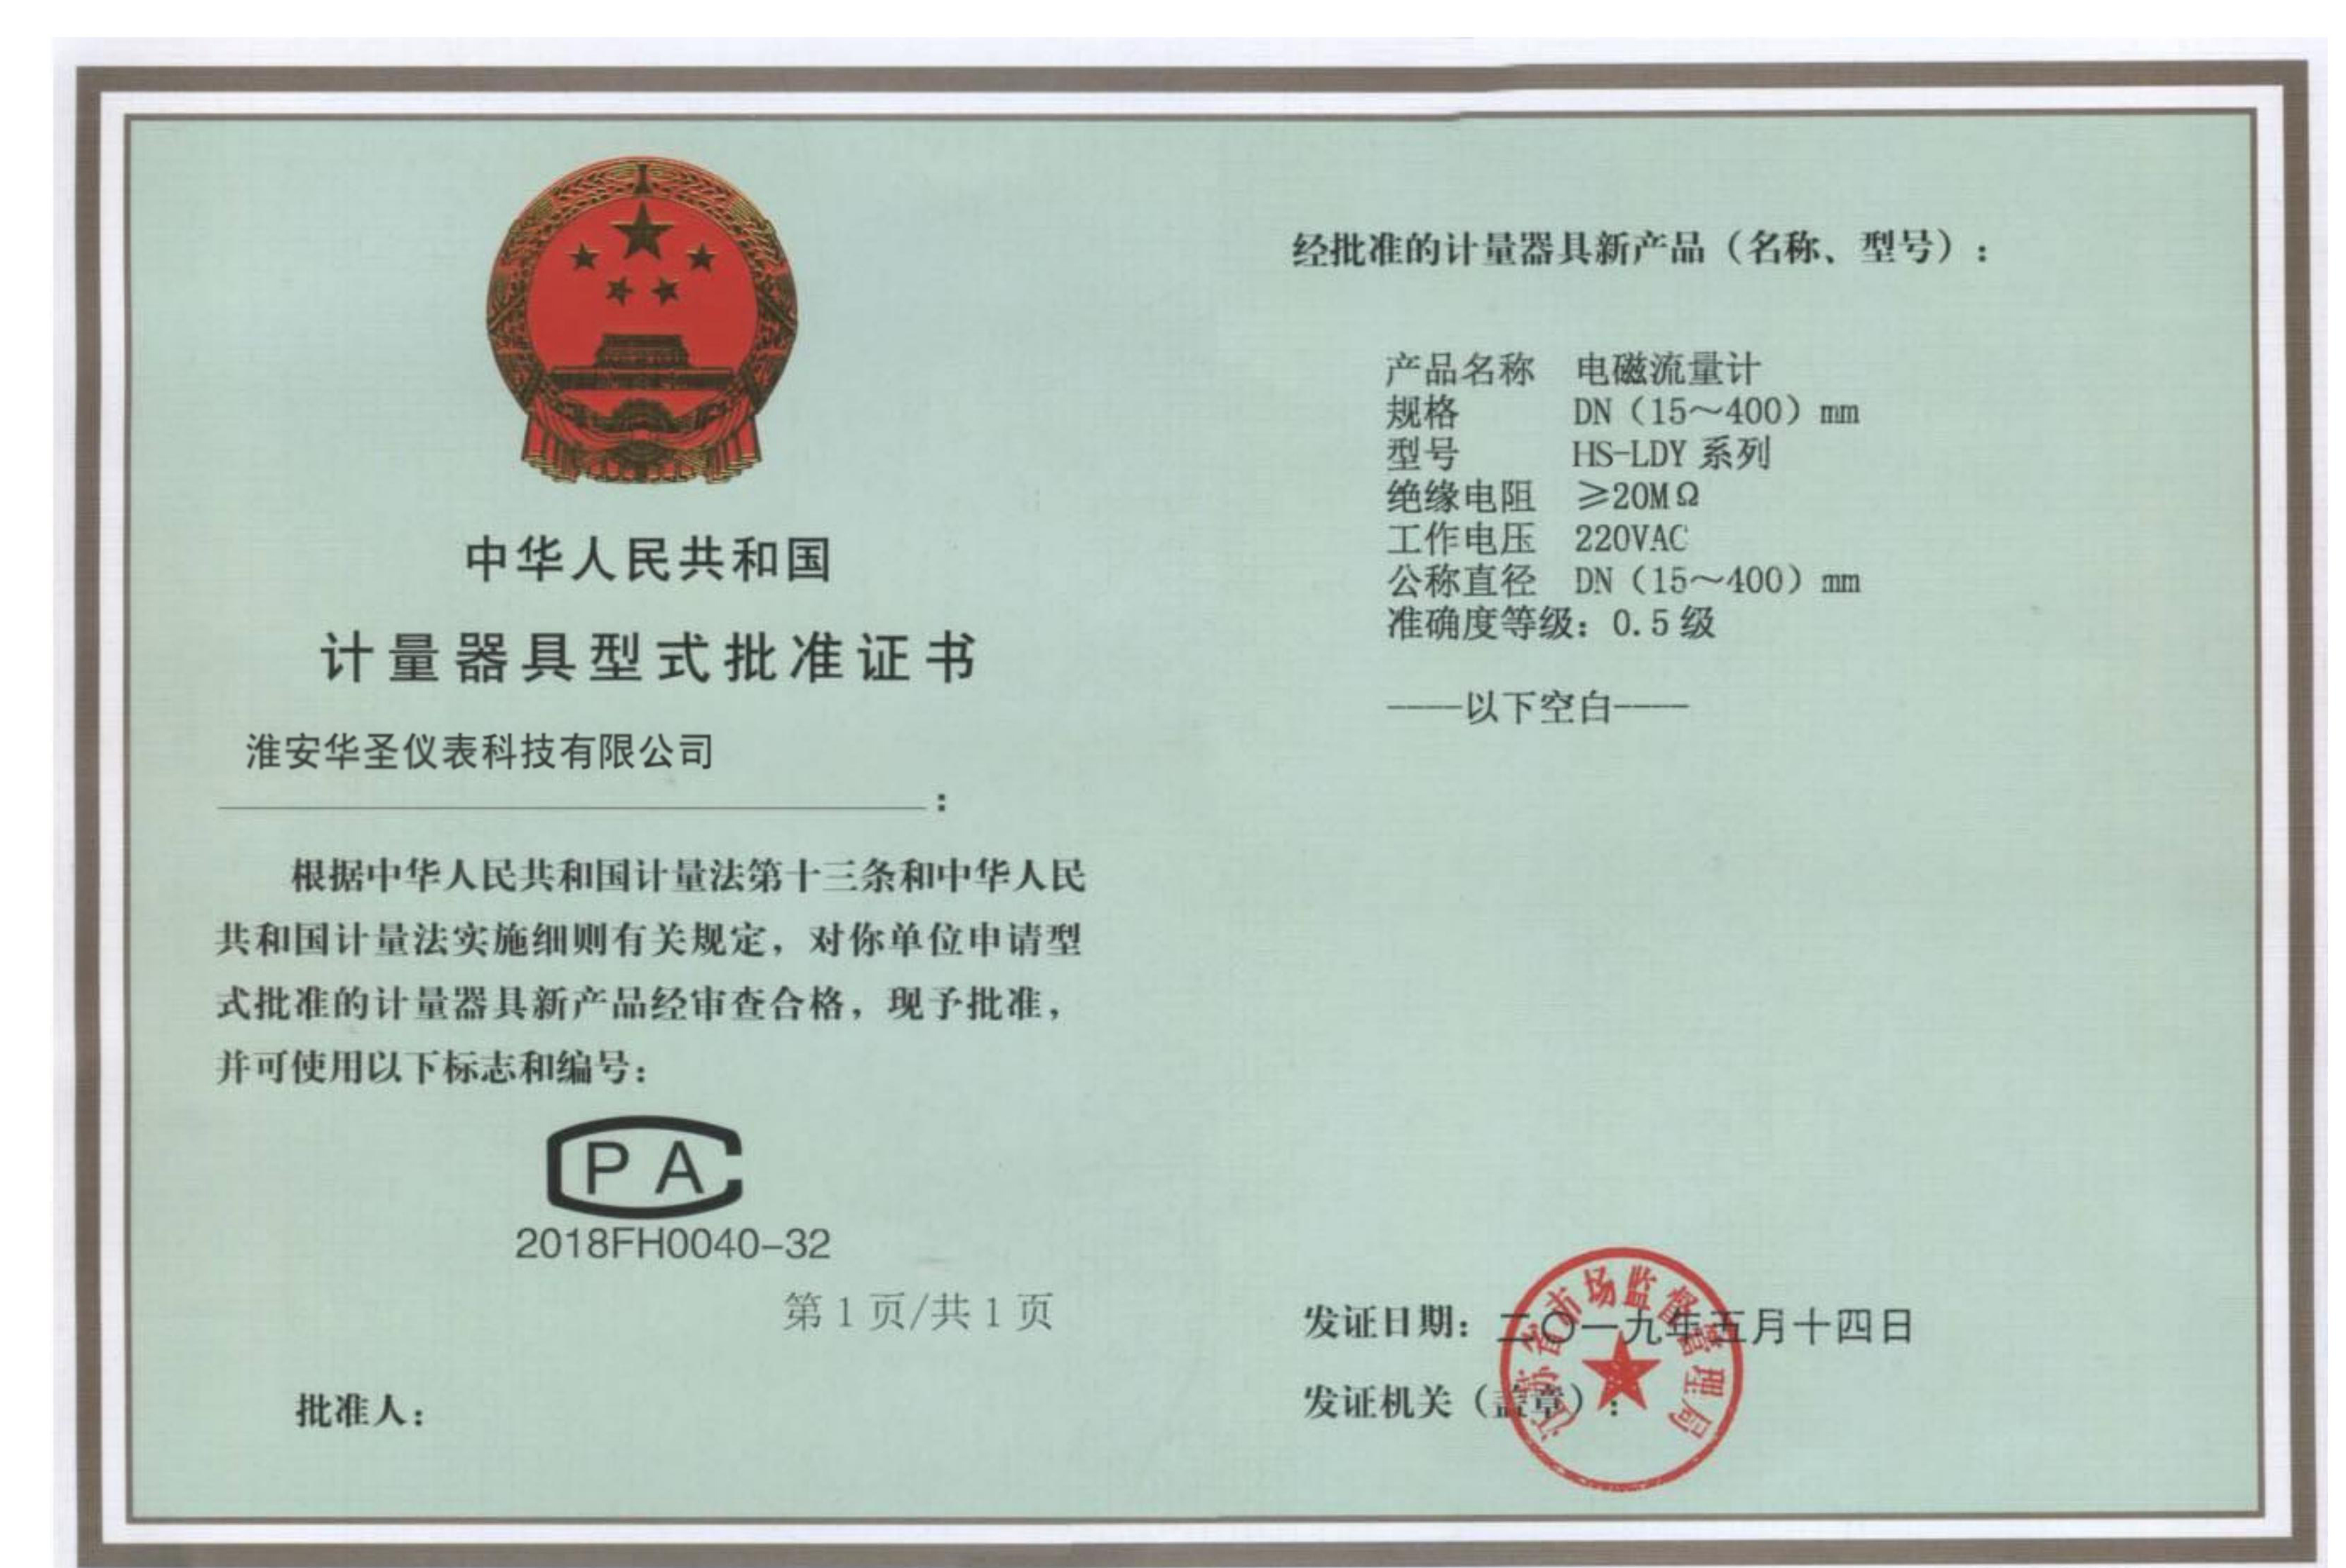 中华人民共和国
计量器具型式批准证书
淮安华圣仪表科技有限公司
：
根据中华人民共和国计量法第十三条和中华人民
共和国计量法实施细则有关规定，对你单位申请型
式批准的计量器具新产品经审查合格，现予批准，
并可使用以下标志和编号：
CPA
2018FH0040-32
第1页/共1页
批准人：
经批准的计量器具新产品（名称、型号）：
产品名称 电磁流量计
规格 DN（15～400）mm
型号 HS-LDY 系列
绝缘电阻 ≥20MΩ
工作电压 220VAC
公称直径 DN（15～400）mm
准确度等级：0.5级
——以下空白——
发证日期：二〇一九年五月十四日
发证机关（盖章）：
江苏省市场监督管理局